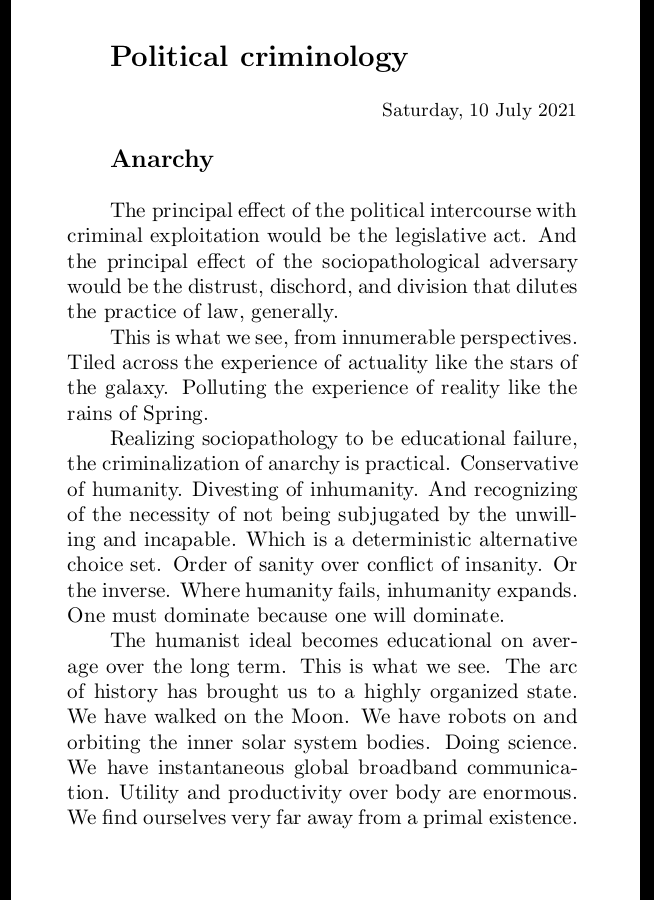 Political criminology
Saturday, 10 July 2021
Anarchy
The principal effect of the political intercourse with
criminal exploitation would be the legislative act. And
the principal effect of the sociopathological adversary
would be the distrust, dischord, and division that dilutes
the practice of law, generally.
This is what we see, from innumerable perspectives.
Tiled across the experience of actuality like the stars of
the galaxy. Polluting the experience of reality like the
rains of Spring.
Realizing sociopathology to be educational failure,
the criminalization of anarchy is practical. Conservative
of humanity. Divesting of inhumanity. And recognizing
of the necessity of not being subjugated by the unwill-
ing and incapable. Which is a deterministic alternative
choice set. Order of sanity over conflict of insanity. Or
the inverse. Where humanity fails, inhumanity expands.
One must dominate because one will dominate.
The humanist ideal becomes educational on aver-
age over the long term. This is what we see. The arc
of history has brought us to a highly organized state.
We have walked on the Moon. We have robots on and
orbiting the inner solar system bodies. Doing science.
We have instantaneous global broadband communica-
tion. Utility and productivity over body are enormous.
We find ourselves very far away from a primal existence.